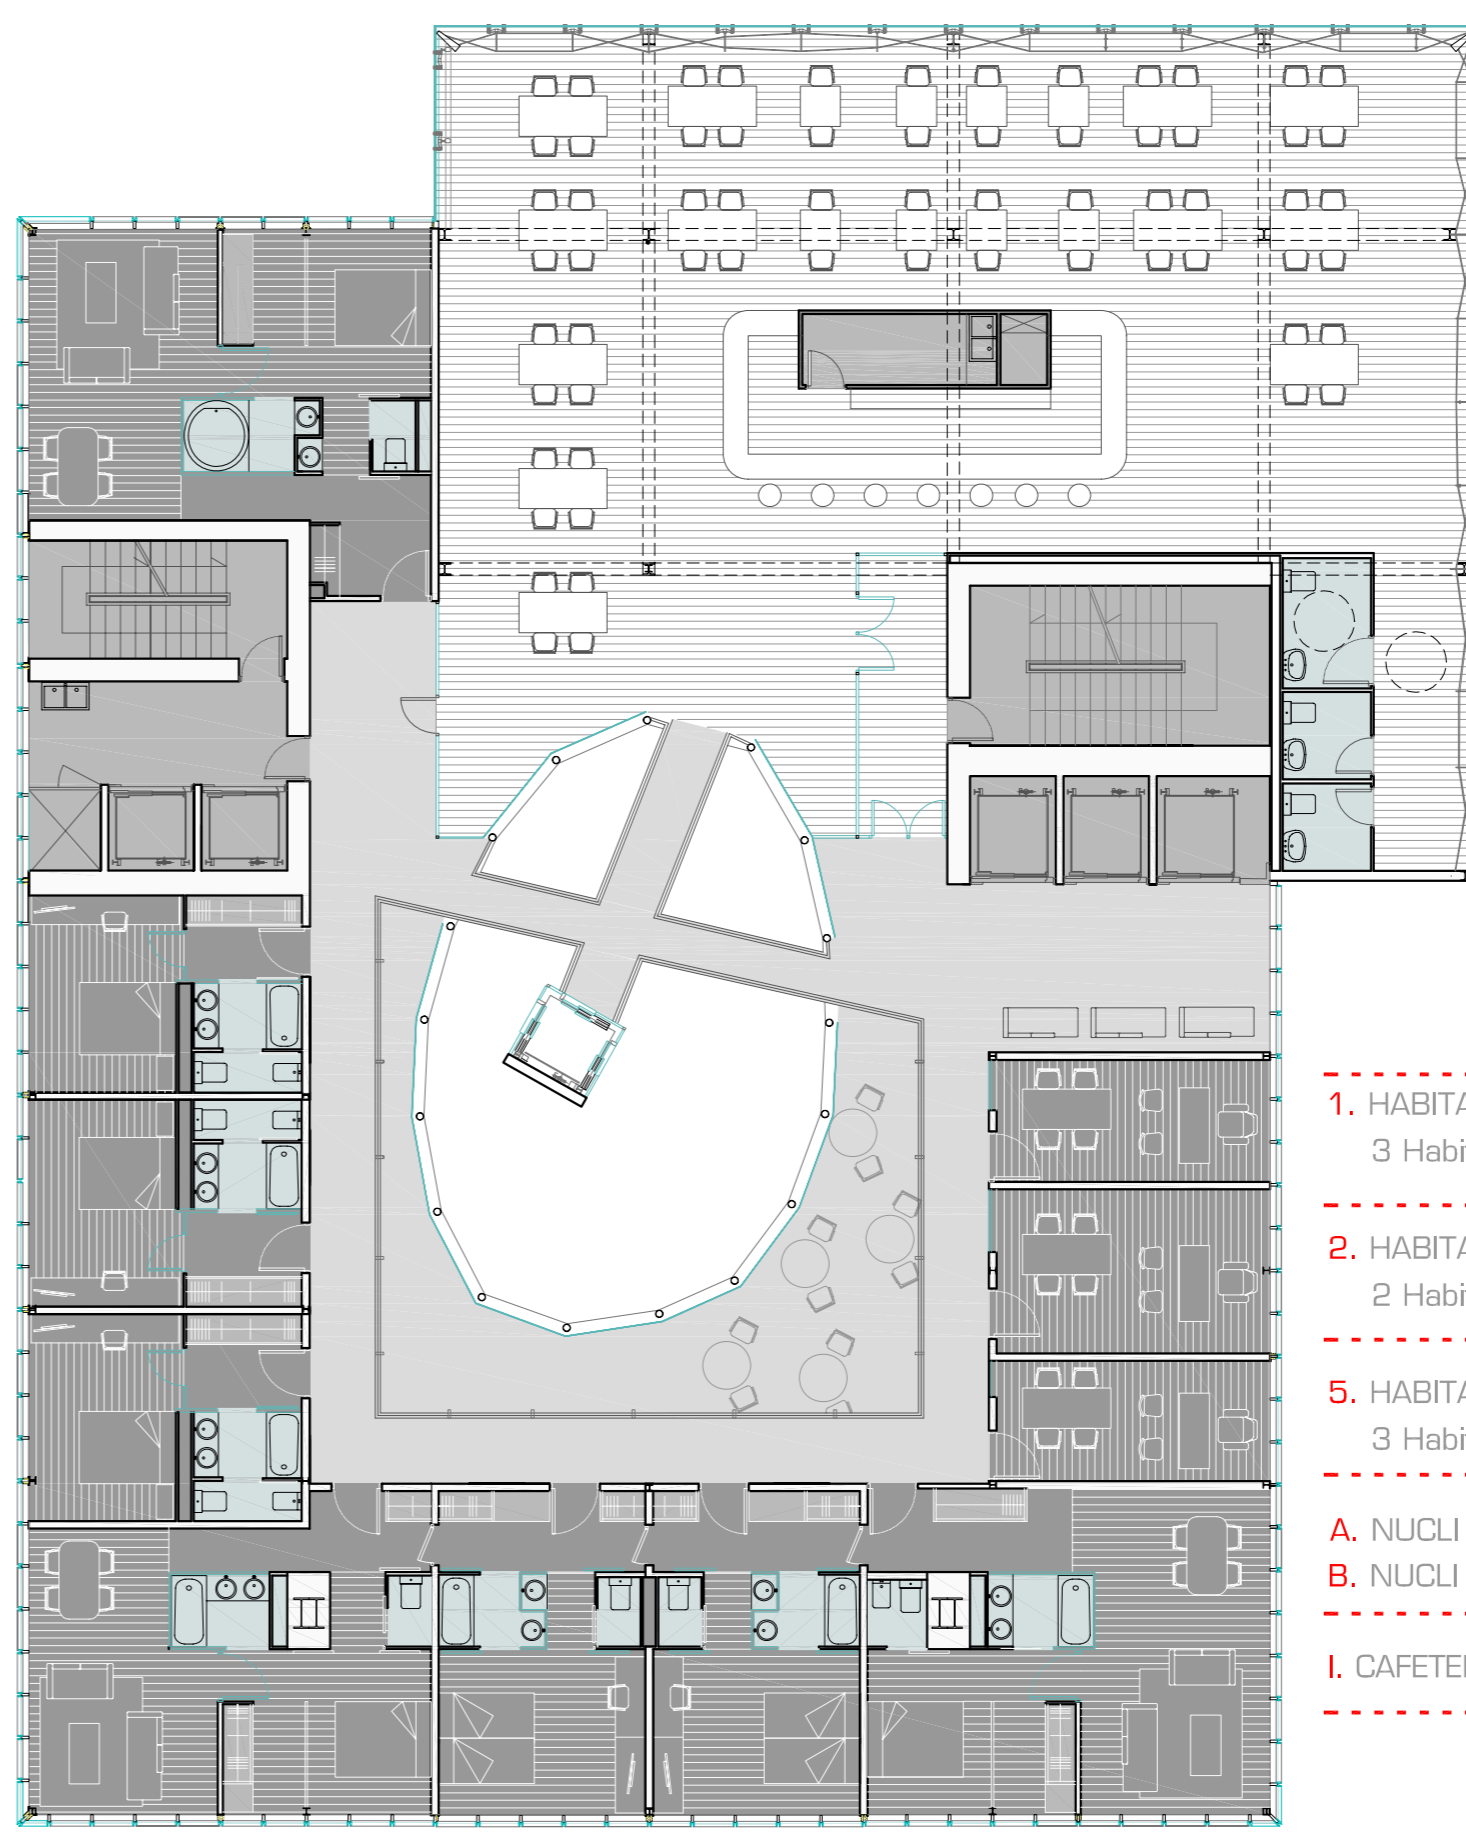 1. HABITA
3 Habi
2. HABITA
2 Habi
5. HABITA
3 Habi
A. NUCLI
B. NUCLI
I. CAFETE